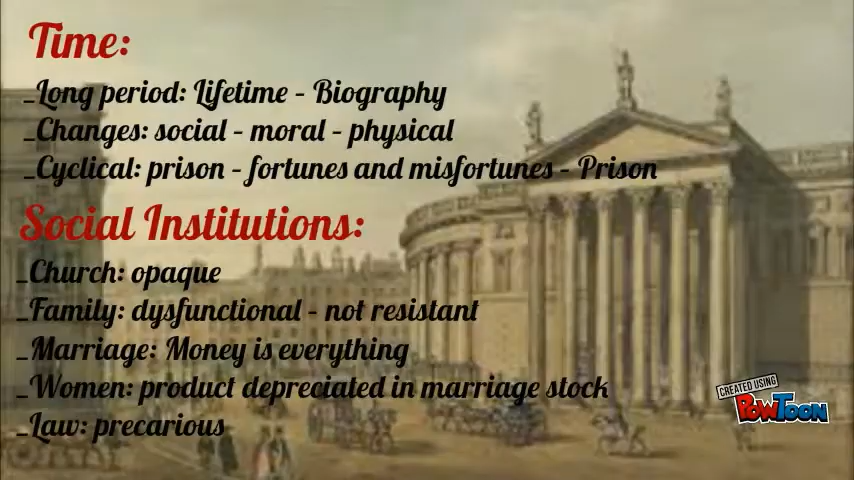 Time:
_Long period: Lifetime - Biography
_Changes: social - moral - physical
_Cyclical: prison - fortunes and misfortunes - Prison
Social Institutions:
_Church: opaque
_Family: dysfunctional - not resistant
_Marriage: Money is everything
_Women: product depreciated in marriage stock
_Law: precarious
CREATED USING
POWTOON